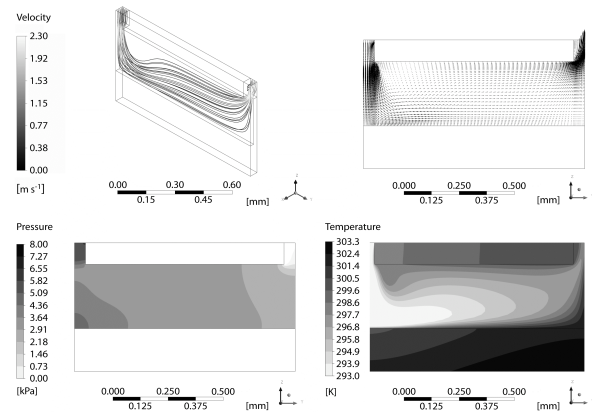 Velocity
2.30
1.92
1.53
1.15
0.77
0.38
0.00
[m s-1]
0.00 0.30 0.60
0.15 0.45 [mm]
0.000 0.250 0.500
0.125 0.375 [mm]
Pressure
8.00
7.27
6.55
5.82
5.09
4.36
3.64
2.91
2.18
1.46
0.73
0.00
[kPa]
0.000 0.250 0.500
0.125 0.375 [mm]
Temperature
303.3
302.4
301.4
300.5
299.6
298.6
297.7
296.8
295.8
294.9
293.9
293.0
[K]
0.000 0.250 0.500
0.125 0.375 [mm]